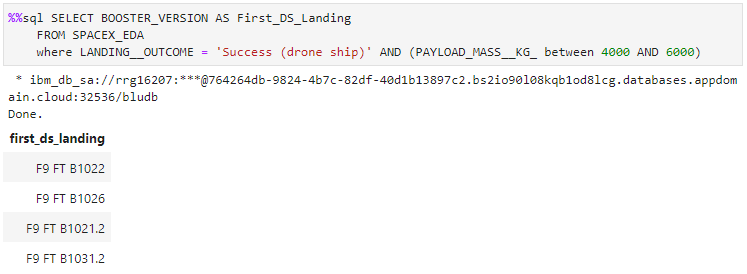 %%sql SELECT BOOSTER_VERSION AS First_DS_Landing
FROM SPACEX_EDA
where LANDING__OUTCOME = 'Success (drone ship)' AND (PAYLOAD_MASS__KG_ between 4000 AND 6000)
* ibm_db_sa://rrg16207:***@764264db-9824-4b7c-82df-40d1b13897c2.bs2io90l08kqb1od8lcg.databases.appdom
ain.cloud:32536/bludb
Done.
first_ds_landing
F9 FT B1022
F9 FT B1026
F9 FT B1021.2
F9 FT B1031.2